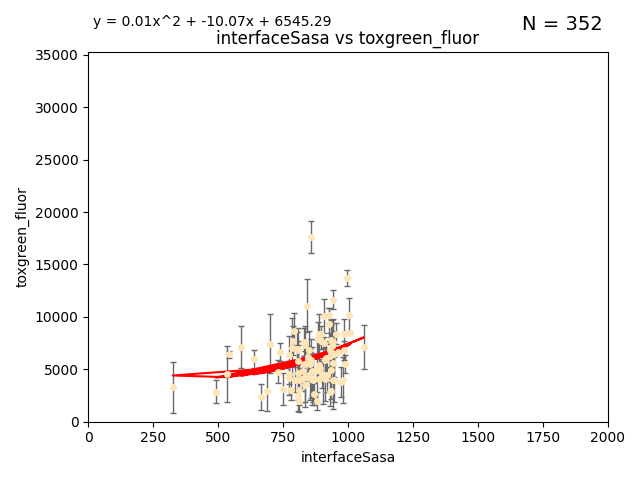 y = 0.01x^2 + -10.07x + 6545.29
N = 352
interfaceSasa vs toxgreen_fluor
35000
30000
25000
20000
15000
10000
5000
0
toxgreen_fluor
0 250 500 750 1000 1250 1500 1750 2000
interfaceSasa